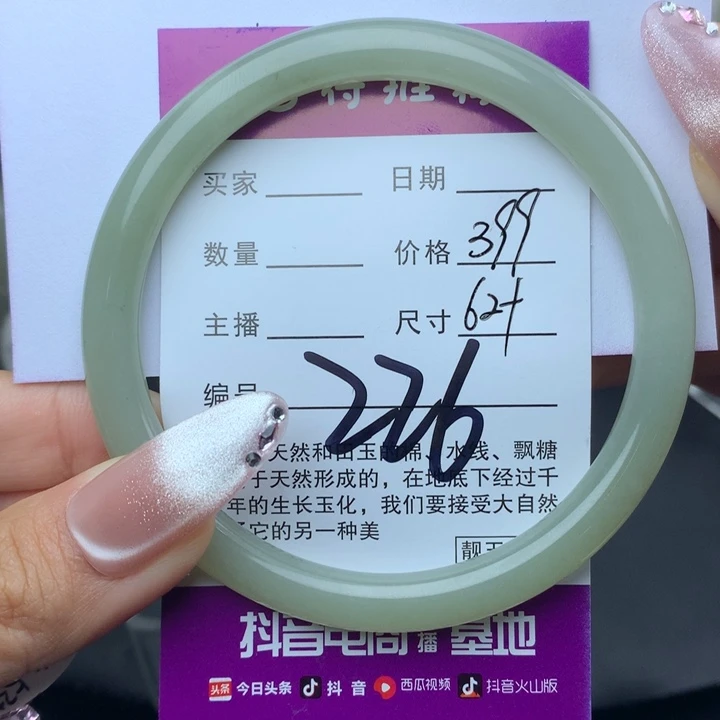 买家 日期
数量 价格 399
主播 尺寸 62+
编号 226
天然和田玉的棉、水线、飘糖
子天然形成的，在地底下经过千
年的生长玉化，我们要接受大自然
它的另一种美
靓玉
抖音电商直播基地
头条 今日头条 抖音 西瓜视频 抖音火山版